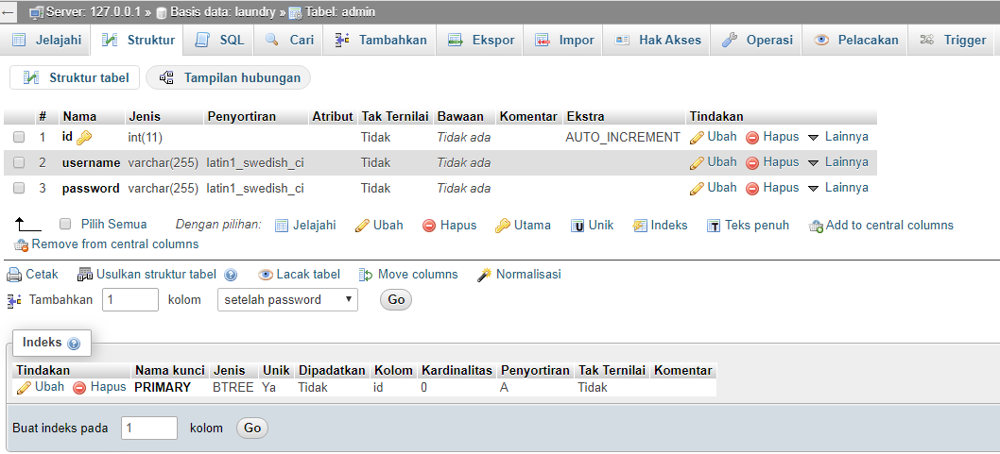 Server: 127.0.0.1 » Basis data: laundry » Tabel: admin
Jelajahi Struktur SQL Cari Tambahkan Ekspor Impor Hak Akses Operasi Pelacakan Trigger
Struktur tabel Tampilan hubungan
# Nama Jenis Penyortiran Atribut Tak Ternilai Bawaan Komentar Ekstra Tindakan
1 id int(11) Tidak Tidak ada AUTO_INCREMENT Ubah Hapus Lainnya
2 username varchar(255) latin1_swedish_ci Tidak Tidak ada Ubah Hapus Lainnya
3 password varchar(255) latin1_swedish_ci Tidak Tidak ada Ubah Hapus Lainnya
Pilih Semua Dengan pilihan: Jelajahi Ubah Hapus Utama Unik Indeks Teks penuh Add to central columns
Remove from central columns
Cetak Usulkan struktur tabel Lacak tabel Move columns Normalisasi
Tambahkan 1 kolom setelah password Go
Indeks
Tindakan Nama kunci Jenis Unik Dipadatkan Kolom Kardinalitas Penyortiran Tak Ternilai Komentar
Ubah Hapus PRIMARY BTREE Ya Tidak id 0 A Tidak
Buat indeks pada 1 kolom Go